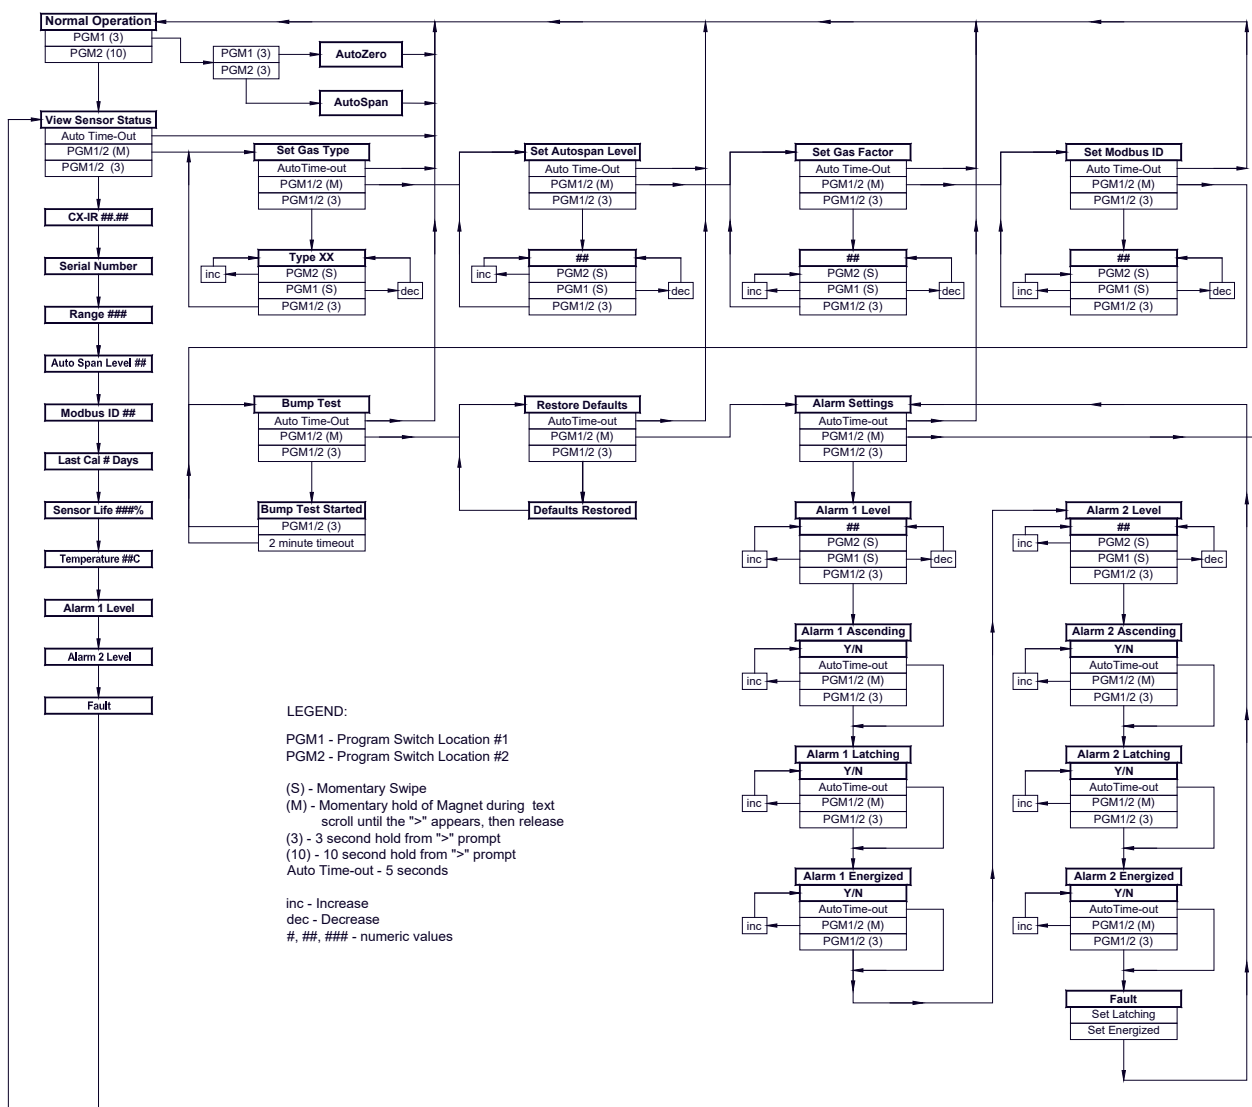 Normal Operation
PGM1 (3)
PGM2 (10)
PGM1 (3)
PGM2 (3)
AutoZero
AutoSpan
View Sensor Status
Auto Time-Out
PGM1/2 (M)
PGM1/2 (3)
CX-IR ##.##
Serial Number
Range ###
Auto Span Level ##
Modbus ID ##
Last Cal # Days
Sensor Life ###%
Temperature ##C
Alarm 1 Level
Alarm 2 Level
Fault
Set Gas Type
AutoTime-out
PGM1/2 (M)
PGM1/2 (3)
Type XX
PGM2 (S)
PGM1 (S)
PGM1/2 (3)
inc
dec
Set Autospan Level
Auto Time-Out
PGM1/2 (M)
PGM1/2 (3)
##
PGM2 (S)
PGM1 (S)
PGM1/2 (3)
inc
dec
Set Gas Factor
Auto Time-Out
PGM1/2 (M)
PGM1/2 (3)
##
PGM2 (S)
PGM1 (S)
PGM1/2 (3)
inc
dec
Set Modbus ID
Auto Time-Out
PGM1/2 (M)
PGM1/2 (3)
##
PGM2 (S)
PGM1 (S)
PGM1/2 (3)
inc
dec
Bump Test
Auto Time-Out
PGM1/2 (M)
PGM1/2 (3)
Bump Test Started
PGM1/2 (3)
2 minute timeout
Restore Defaults
AutoTime-out
PGM1/2 (M)
PGM1/2 (3)
Defaults Restored
Alarm Settings
AutoTime-out
PGM1/2 (M)
PGM1/2 (3)
Alarm 1 Level
##
PGM2 (S)
PGM1 (S)
PGM1/2 (3)
inc
dec
Alarm 1 Ascending
Y/N
AutoTime-out
PGM1/2 (M)
PGM1/2 (3)
inc
Alarm 1 Latching
Y/N
AutoTime-out
PGM1/2 (M)
PGM1/2 (3)
inc
Alarm 1 Energized
Y/N
AutoTime-out
PGM1/2 (M)
PGM1/2 (3)
inc
Alarm 2 Level
##
PGM2 (S)
PGM1 (S)
PGM1/2 (3)
inc
dec
Alarm 2 Ascending
Y/N
AutoTime-out
PGM1/2 (M)
PGM1/2 (3)
inc
Alarm 2 Latching
Y/N
AutoTime-out
PGM1/2 (M)
PGM1/2 (3)
inc
Alarm 2 Energized
Y/N
AutoTime-out
PGM1/2 (M)
PGM1/2 (3)
inc
Fault
Set Latching
Set Energized
LEGEND:
PGM1 - Program Switch Location #1
PGM2 - Program Switch Location #2
(S) - Momentary Swipe
(M) - Momentary hold of Magnet during text
scroll until the ">" appears, then release
(3) - 3 second hold from ">" prompt
(10) - 10 second hold from ">" prompt
Auto Time-out - 5 seconds
inc - Increase
dec - Decrease
#, ##, ### - numeric values